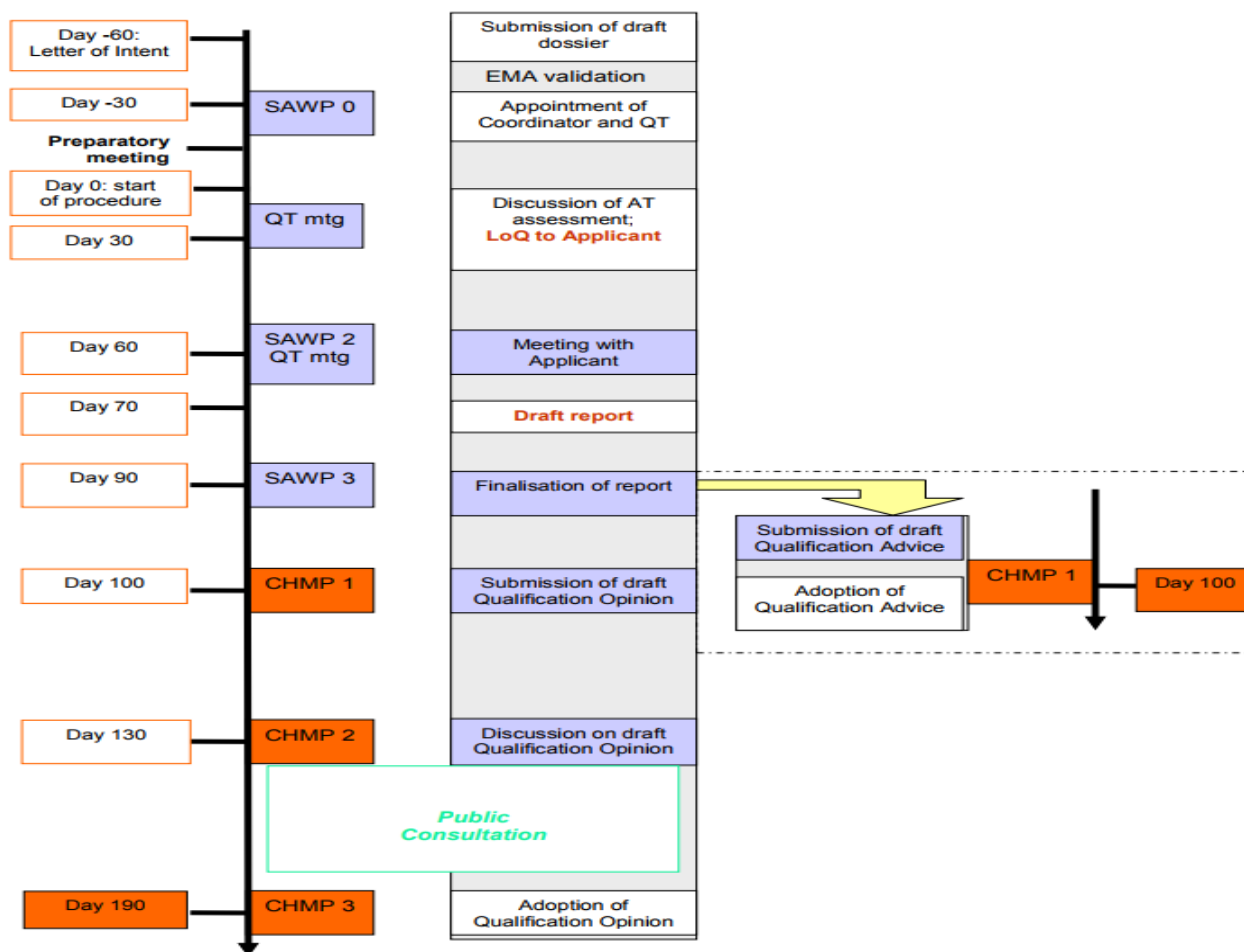 Day -60:
Letter of Intent
Submission of draft
dossier
EMA validation
Day -30
SAWP 0
Appointment of
Coordinator and QT
Preparatory
meeting
Day 0: start
of procedure
QT mtg
Discussion of AT
assessment;
LoQ to Applicant
Day 30
Day 60
SAWP 2
QT mtg
Meeting with
Applicant
Day 70
Draft report
Day 90
SAWP 3
Finalisation of report
Submission of draft
Qualification Advice
Adoption of
Qualification Advice
CHMP 1
Day 100
Day 100
CHMP 1
Submission of draft
Qualification Opinion
Day 130
CHMP 2
Discussion on draft
Qualification Opinion
Public
Consultation
Day 190
CHMP 3
Adoption of
Qualification Opinion